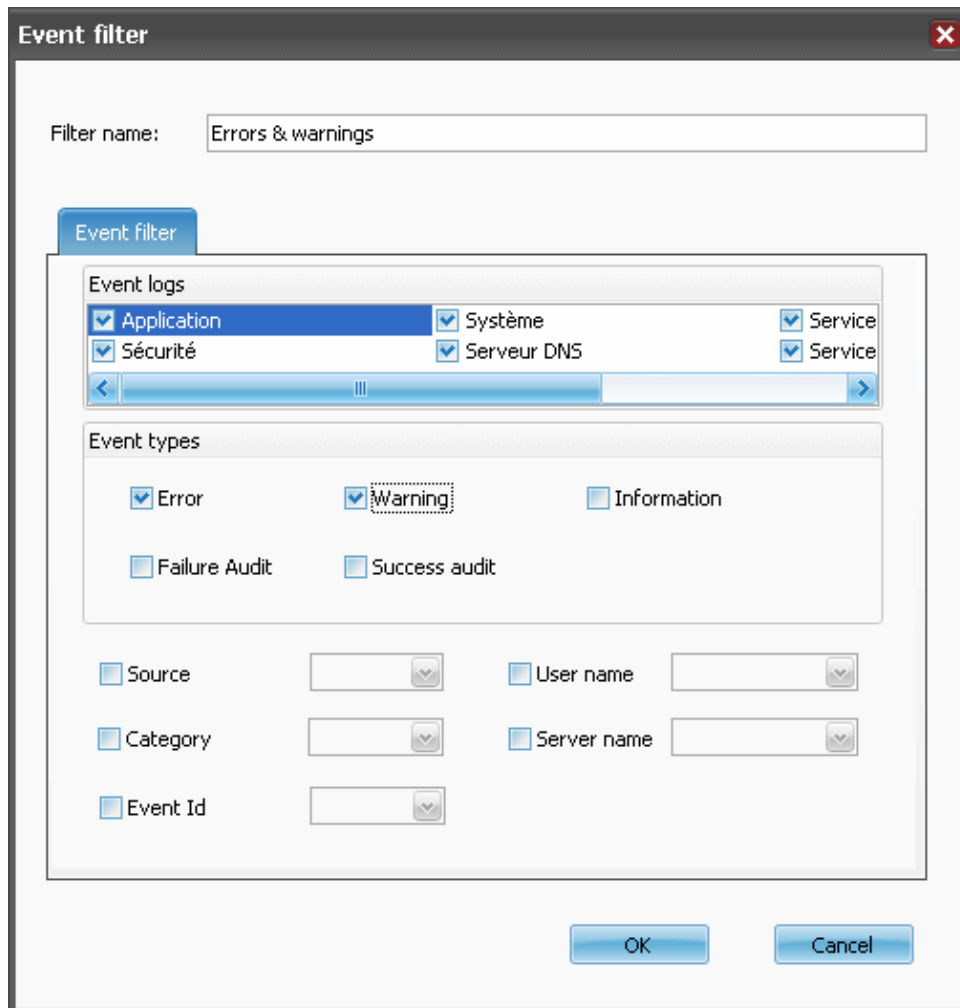 Event filter
Filter name: Errors & warnings
Event filter
Event logs
Application Système Service
Sécurité Serveur DNS Service
Event types
Error Warning Information
Failure Audit Success audit
Source User name
Category Server name
Event Id
OK Cancel